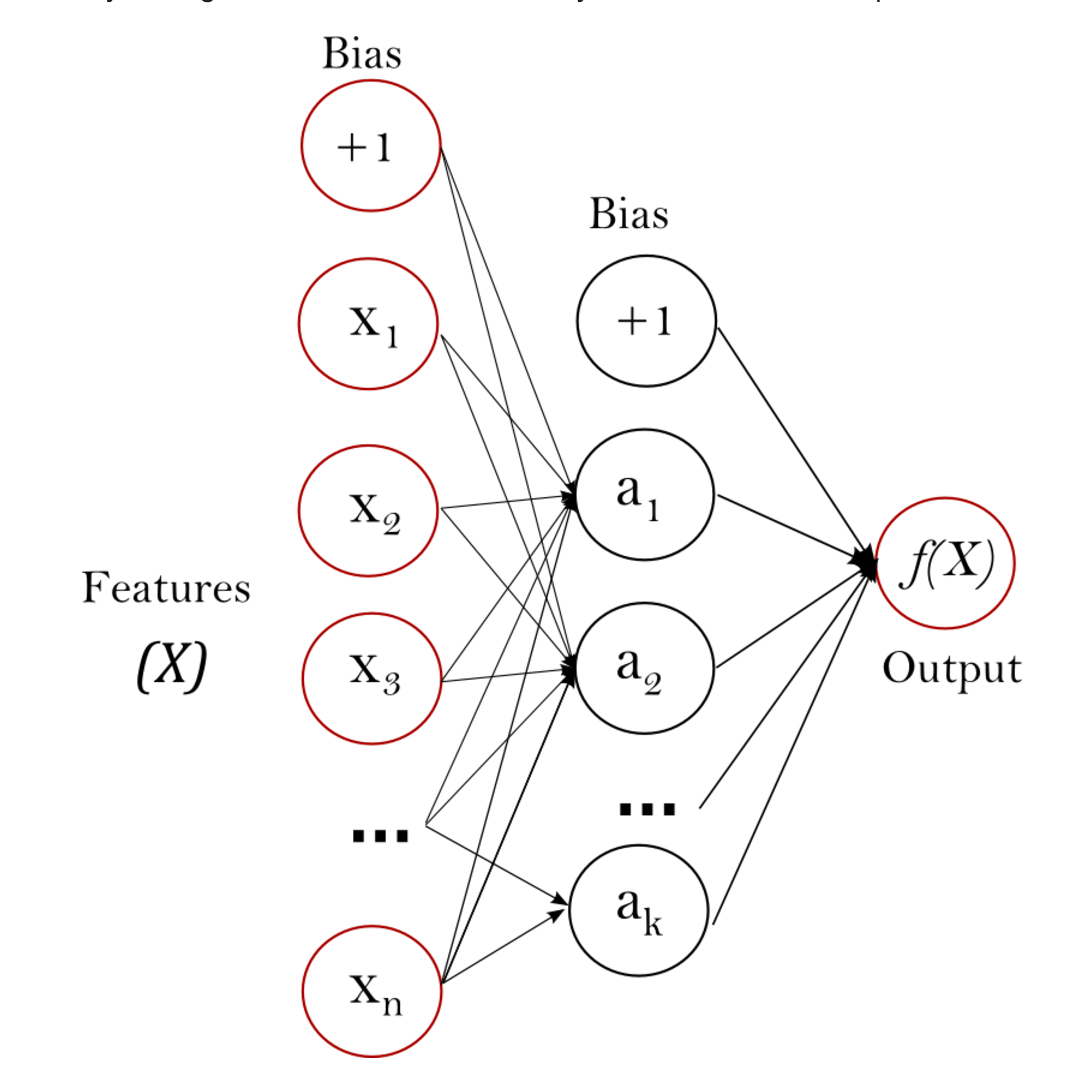 Bias
+1
Bias
x1
+1
x2
a1
f(X)
Features
(X)
x3
a2
Output
...
...
xn
ak